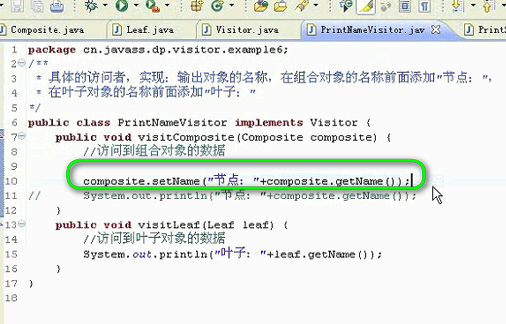 Composite.java
Leaf.java
Visitor.java
PrintNameVisitor.jav
PrintS
1 package cn.javass.dp.visitor.example6;
2 /**
3 * 具体的访问者，实现：输出对象的名称，在组合对象的名称前面添加"节点："，
4 * 在叶子对象的名称前面添加"叶子："
5 */
6 public class PrintNameVisitor implements Visitor {
7 public void visitComposite(Composite composite) {
8 //访问到组合对象的数据
9
10 composite.setName("节点："+composite.getName());
11 // System.out.println("节点："+composite.getName());
12 }
13 public void visitLeaf(Leaf leaf) {
14 //访问到叶子对象的数据
15 System.out.println("叶子："+leaf.getName());
16 }
17 }
18